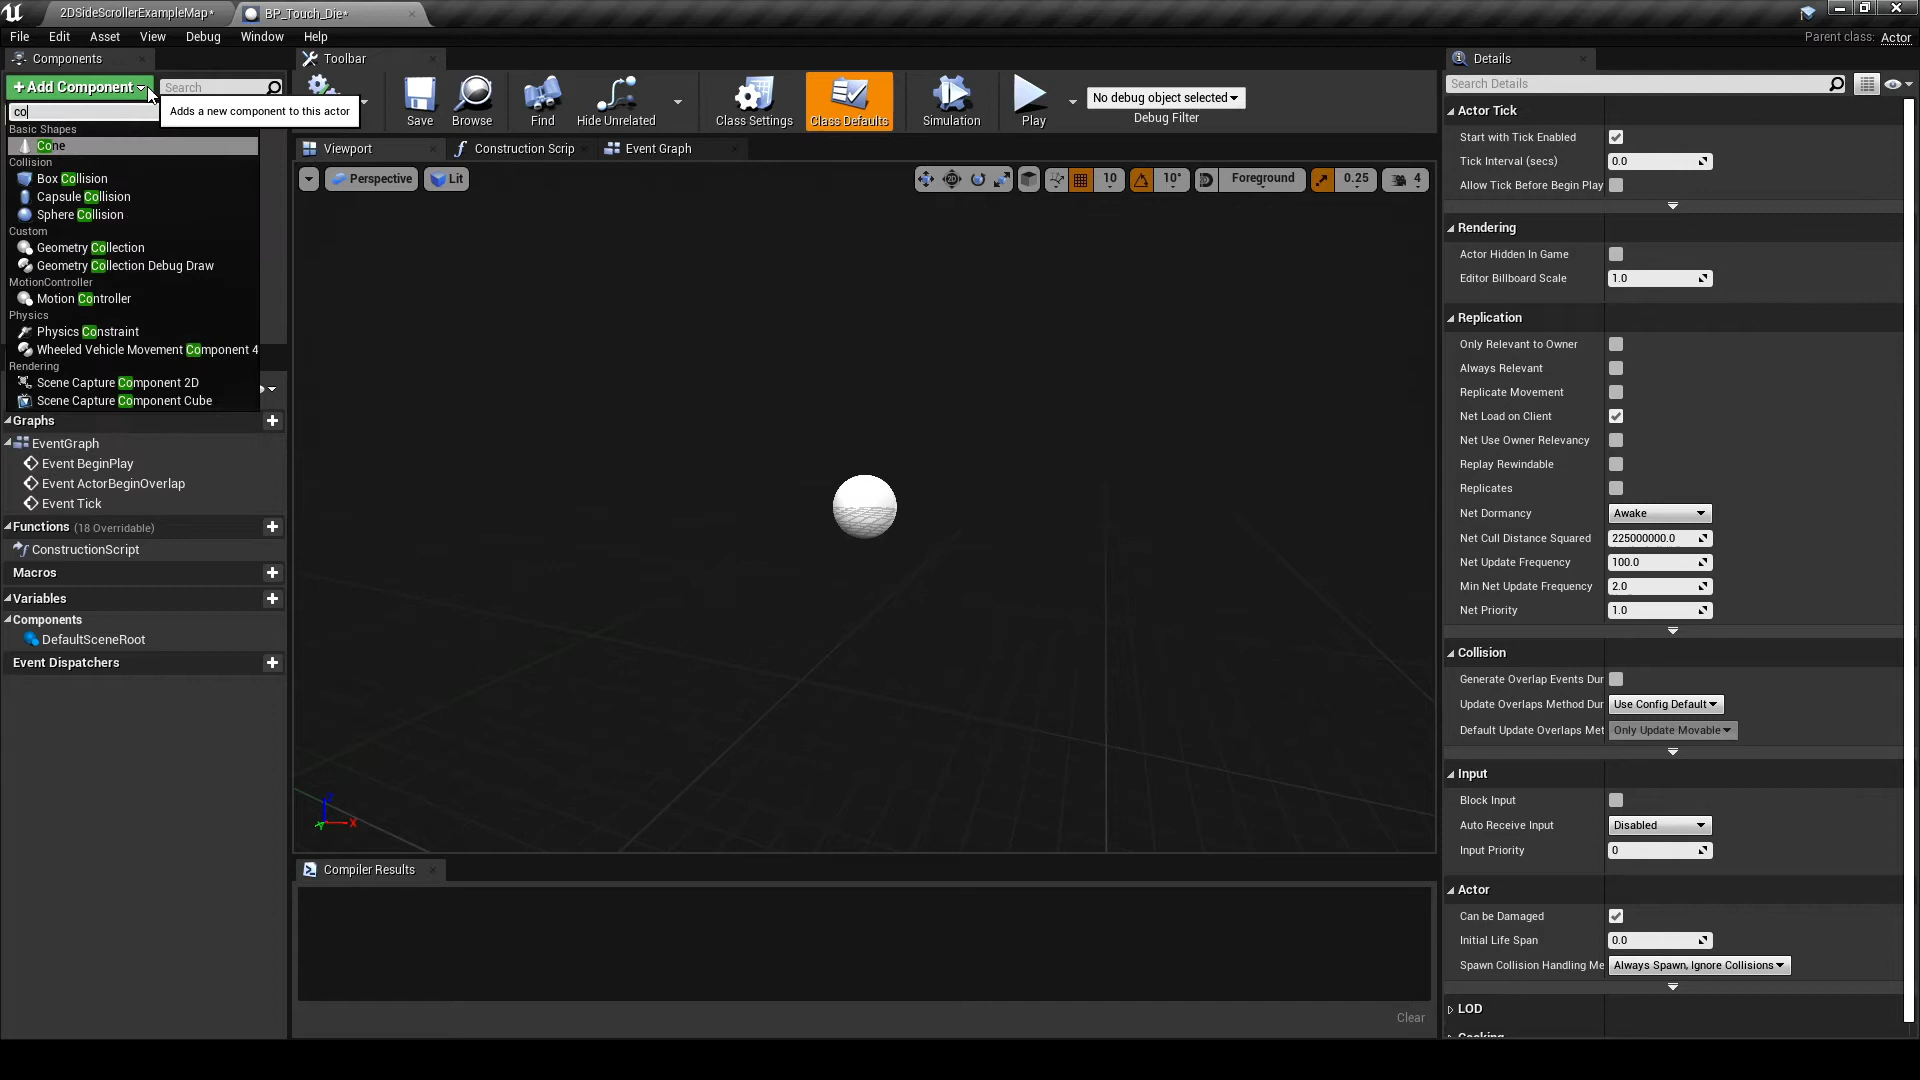 2DSideScrollerExampleMap*
BP_Touch_Die*
File Edit Asset View Debug Window Help
Parent class: Actor
Components
Toolbar
Details
+Add Component
Search
co
Adds a new component to this actor
Save
Browse
Find
Hide Unrelated
Class Settings
Class Defaults
Simulation
Play
No debug object selected
Debug Filter
Search Details
Basic Shapes
Cone
Collision
Box Collision
Capsule Collision
Sphere Collision
Custom
Geometry Collection
Geometry Collection Debug Draw
MotionController
Motion Controller
Physics
Physics Constraint
Wheeled Vehicle Movement Component 4
Rendering
Scene Capture Component 2D
Scene Capture Component Cube
Graphs
EventGraph
Event BeginPlay
Event ActorBeginOverlap
Event Tick
Functions (18 Overridable)
ConstructionScript
Macros
Variables
Components
DefaultSceneRoot
Event Dispatchers
Viewport
Construction Scrip
Event Graph
Perspective
Lit
10
10°
Foreground
0.25
4
Z
Y
X
Compiler Results
Clear
Actor Tick
Start with Tick Enabled
Tick Interval (secs) 0.0
Allow Tick Before Begin Play
Rendering
Actor Hidden In Game
Editor Billboard Scale 1.0
Replication
Only Relevant to Owner
Always Relevant
Replicate Movement
Net Load on Client
Net Use Owner Relevancy
Replay Rewindable
Replicates
Net Dormancy Awake
Net Cull Distance Squared 225000000.0
Net Update Frequency 100.0
Min Net Update Frequency 2.0
Net Priority 1.0
Collision
Generate Overlap Events Dur
Update Overlaps Method Dur Use Config Default
Default Update Overlaps Met Only Update Movable
Input
Block Input
Auto Receive Input Disabled
Input Priority 0
Actor
Can be Damaged
Initial Life Span 0.0
Spawn Collision Handling Me Always Spawn, Ignore Collisions
LOD
Cooking